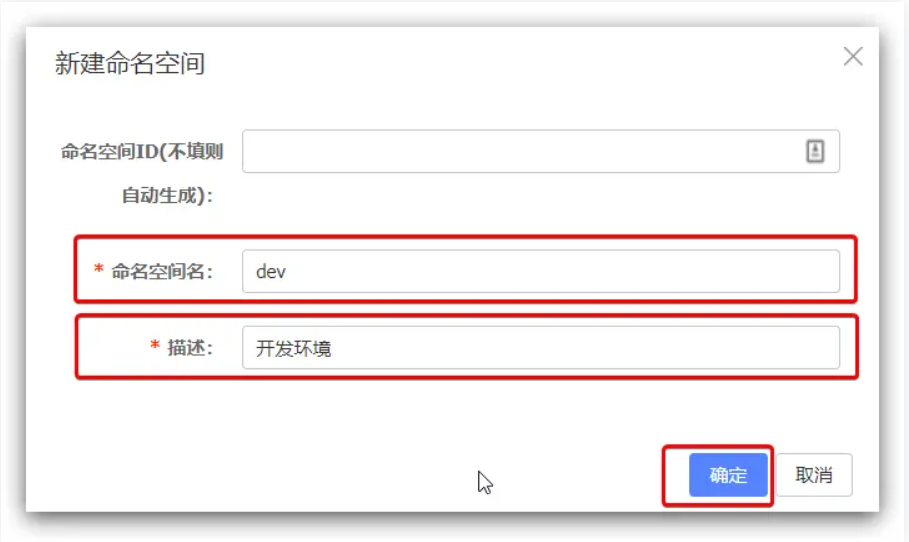 新建命名空间
命名空间ID(不填则
自动生成):
* 命名空间名: dev
* 描述: 开发环境
确定 取消